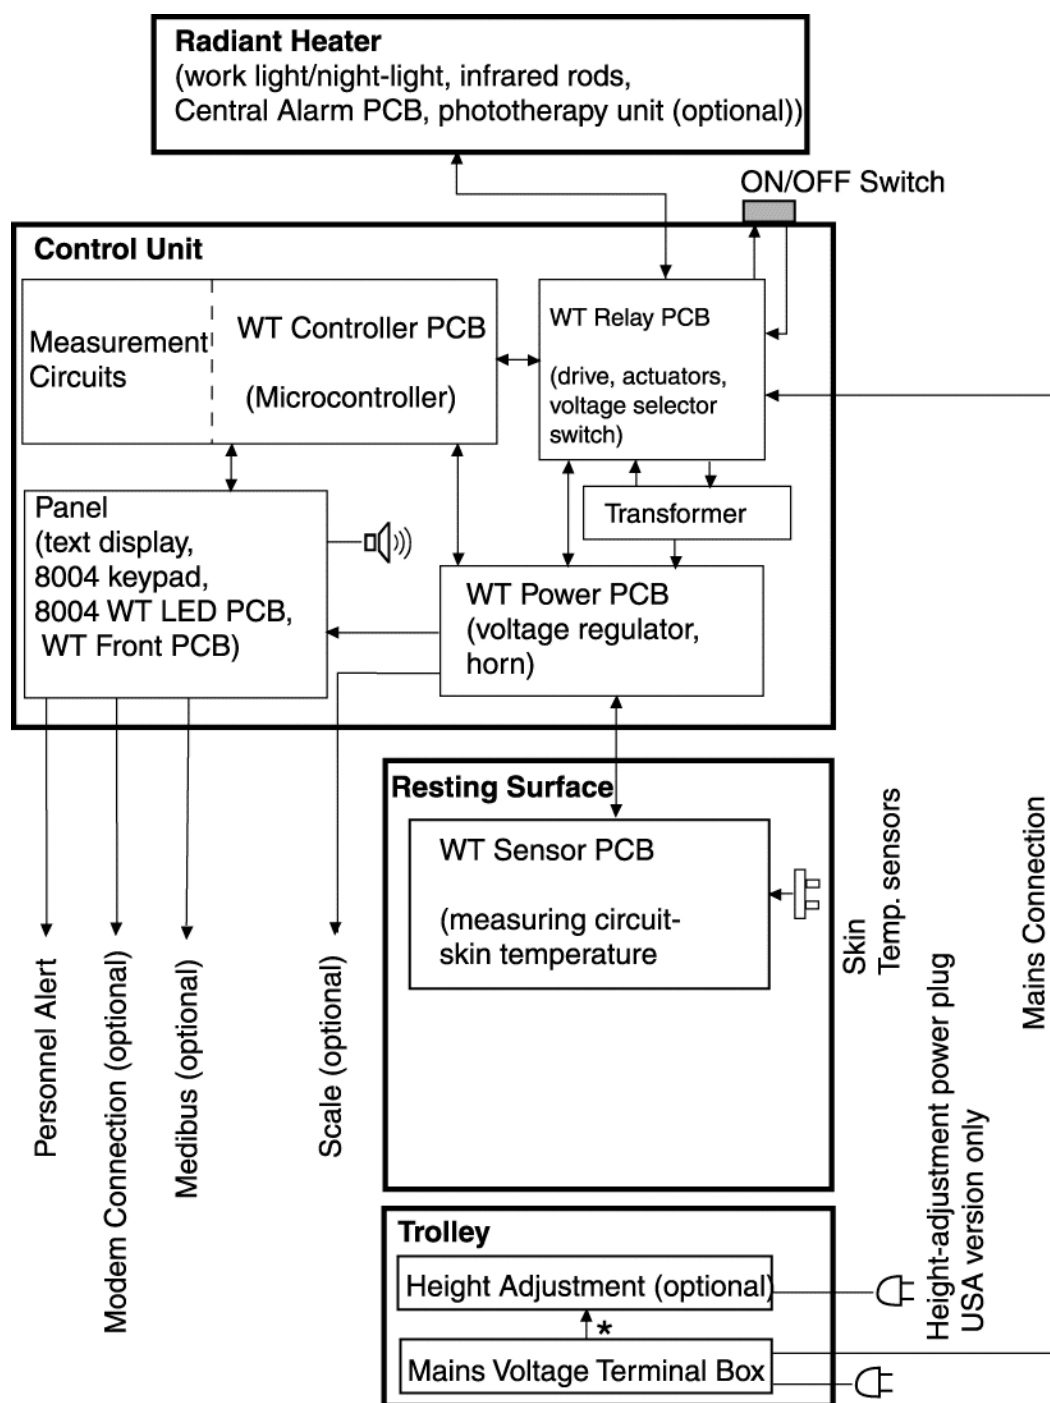 Radiant Heater
(work light/night-light, infrared rods,
Central Alarm PCB, phototherapy unit (optional))
ON/OFF Switch
Control Unit
Measurement
Circuits
WT Controller PCB
(Microcontroller)
WT Relay PCB
(drive, actuators,
voltage selector
switch)
Transformer
Panel
(text display,
8004 keypad,
8004 WT LED PCB,
WT Front PCB)
WT Power PCB
(voltage regulator,
horn)
Resting Surface
WT Sensor PCB
(measuring circuit-
skin temperature
Skin
Temp. sensors
Mains Connection
Personnel Alert
Modem Connection (optional)
Medibus (optional)
Scale (optional)
Height-adjustment power plug
USA version only
Trolley
Height Adjustment (optional)
*
Mains Voltage Terminal Box